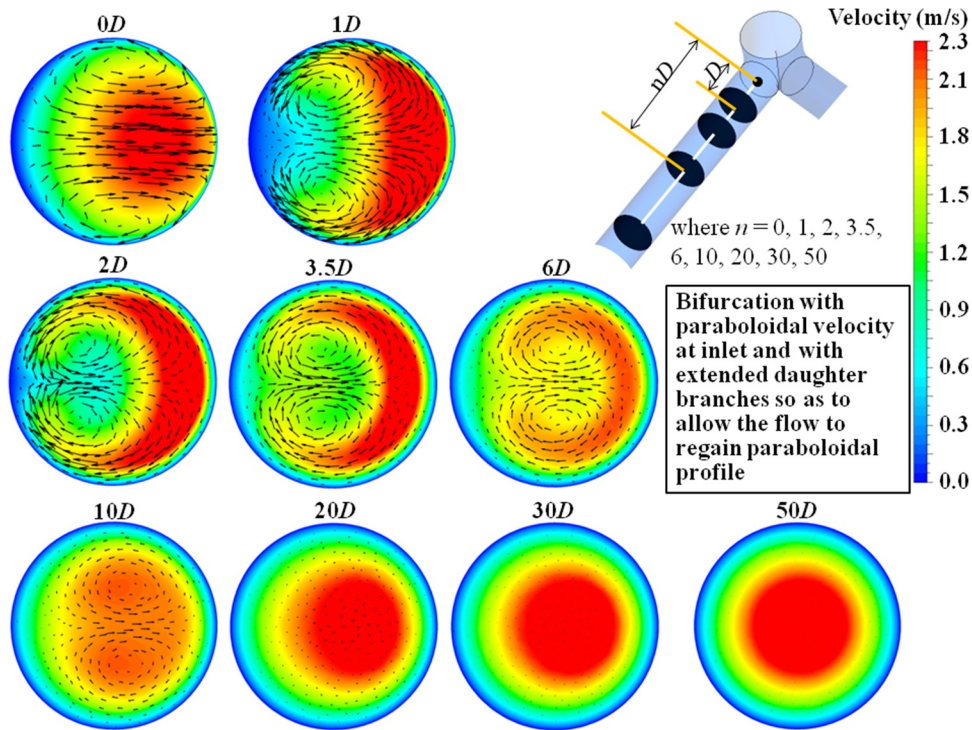 0D
1D
Velocity (m/s)
2.3
2.1
1.8
1.5
1.2
0.9
0.6
0.3
0.0
nD
D
where n = 0, 1, 2, 3.5,
6, 10, 20, 30, 50
2D
3.5D
6D
Bifurcation with
paraboloidal velocity
at inlet and with
extended daughter
branches so as to
allow the flow to
regain paraboloidal
profile
10D
20D
30D
50D